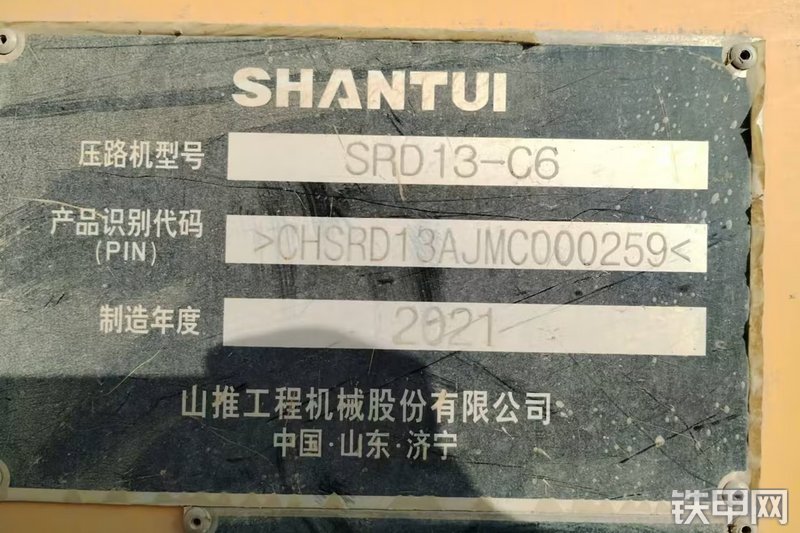 SHANTUI
压路机型号 SRD13-C6
产品识别代码
(PIN) >CHSRD13AJMC000259<
制造年度 2021
山推工程机械股份有限公司
中国·山东·济宁
铁甲网